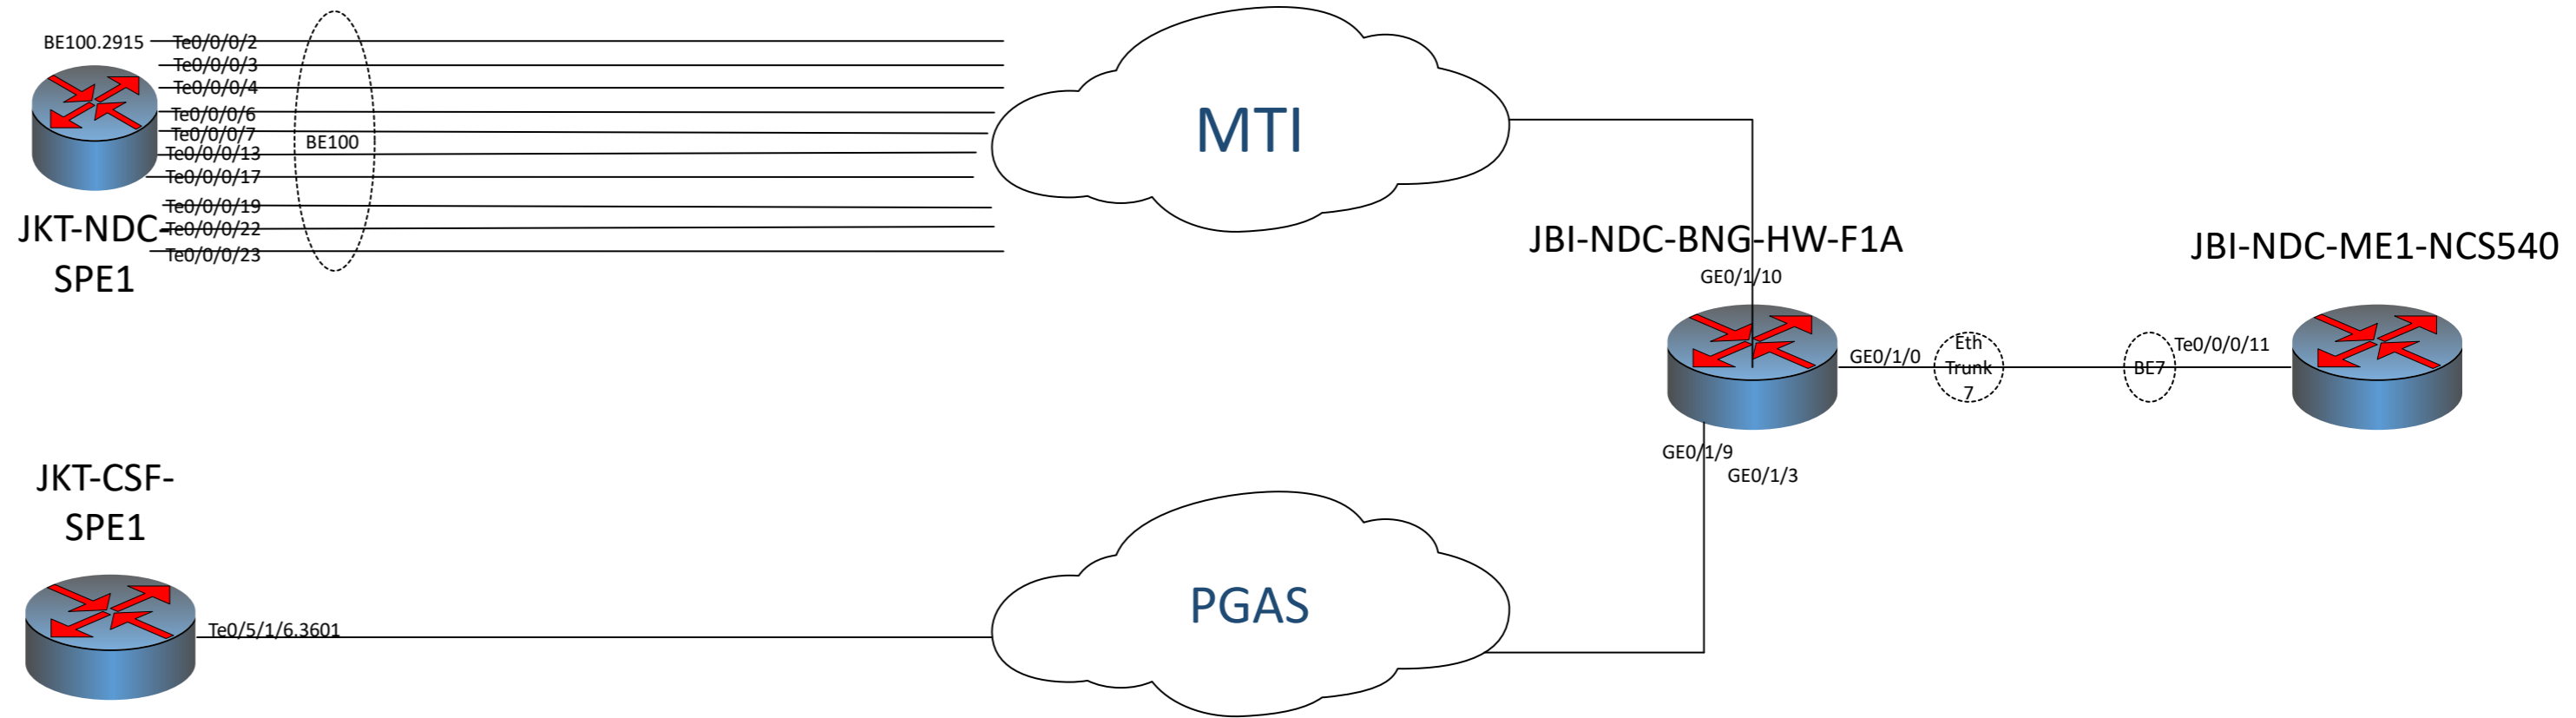 BE100.2915
Te0/0/0/2
Te0/0/0/3
Te0/0/0/4
Te0/0/0/6
Te0/0/0/7
Te0/0/0/13
Te0/0/0/17
Te0/0/0/19
Te0/0/0/22
Te0/0/0/23
BE100
JKT-NDC-
SPE1
MTI
JBI-NDC-BNG-HW-F1A
GE0/1/10
JBI-NDC-ME1-NCS540
GE0/1/0
Eth
Trunk
7
BE7
Te0/0/0/11
GE0/1/9
GE0/1/3
JKT-CSF-
SPE1
Te0/5/1/6.3601
PGAS